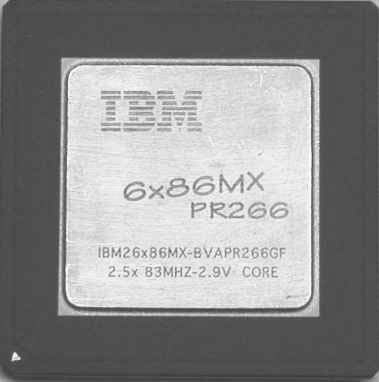 IBM
6x86MX
PR266
IBM26x86MX-BVAPR266GF
2.5x 83MHZ-2.9V CORE